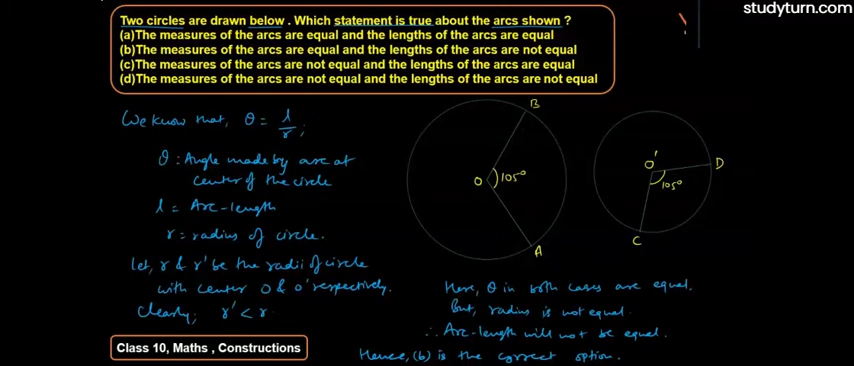 studyturn.com
Two circles are drawn below . Which statement is true about the arcs shown ?
(a)The measures of the arcs are equal and the lengths of the arcs are equal
(b)The measures of the arcs are equal and the lengths of the arcs are not equal
(c)The measures of the arcs are not equal and the lengths of the arcs are equal
(d)The measures of the arcs are not equal and the lengths of the arcs are not equal
We know that, θ = l/r ;
θ : Angle made by arc at
center of the circle
l = Arc-length
r = radius of circle.
Let, r & r' be the radii of circle
with center O & O' respectively.
Clearly; r' < r
B
O 105°
A
O'
D
105°
C
Here, θ in both cases are equal.
But, radius is not equal.
∴ Arc-length will not be equal.
Hence, (b) is the correct option.
Class 10, Maths , Constructions